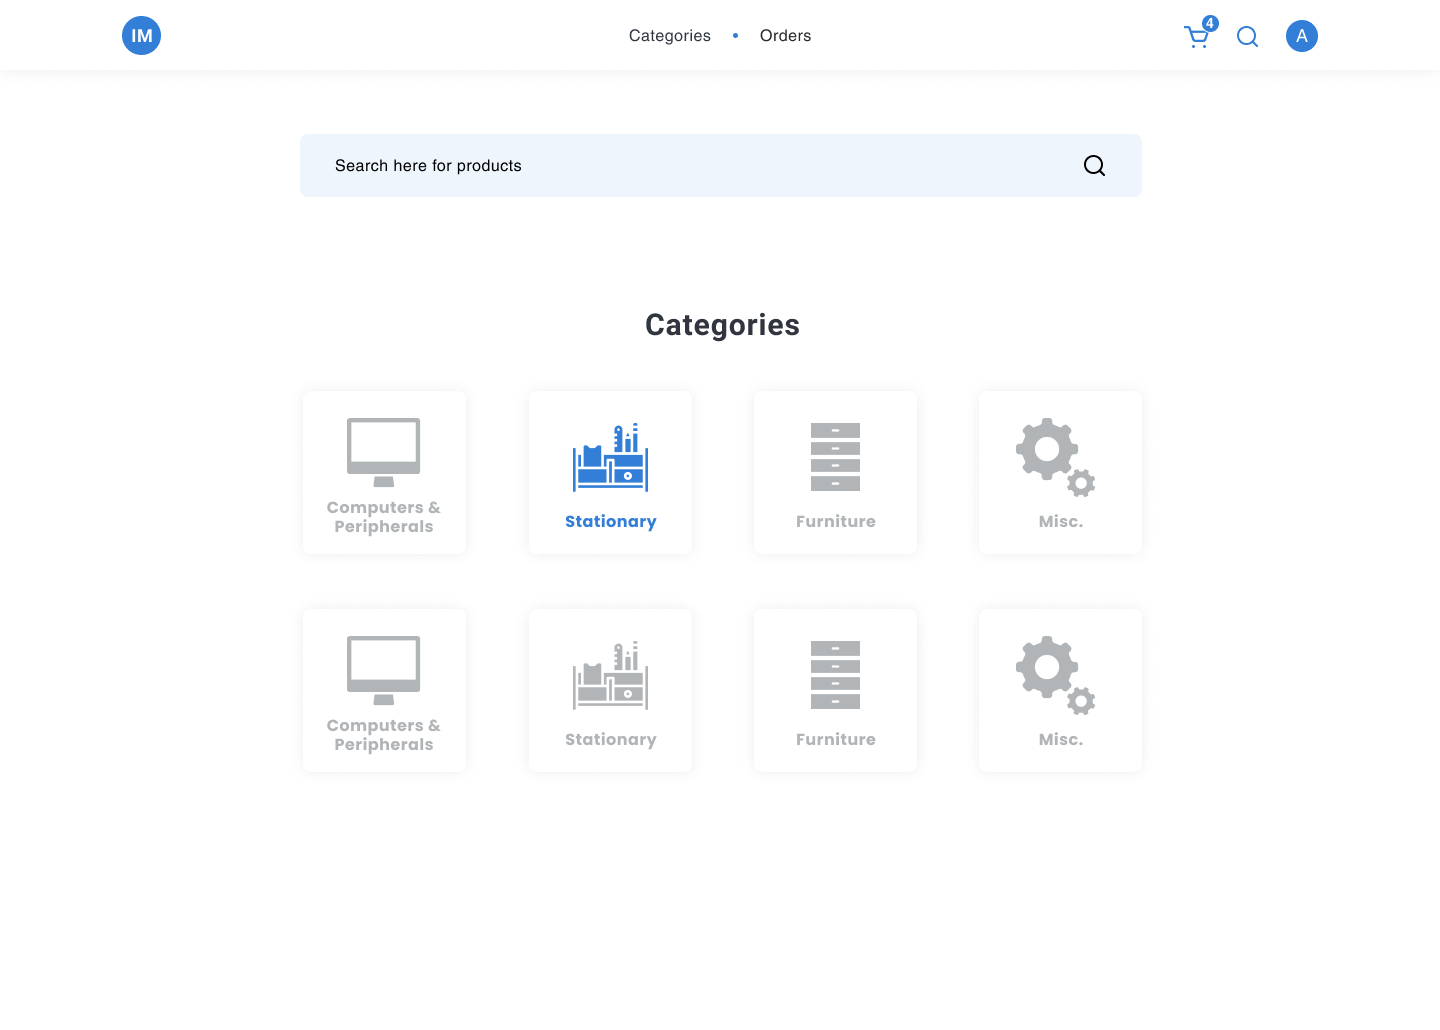 IM
Categories • Orders
4
A
Search here for products
Categories
Computers &
Peripherals
Stationary
Furniture
Misc.
Computers &
Peripherals
Stationary
Furniture
Misc.